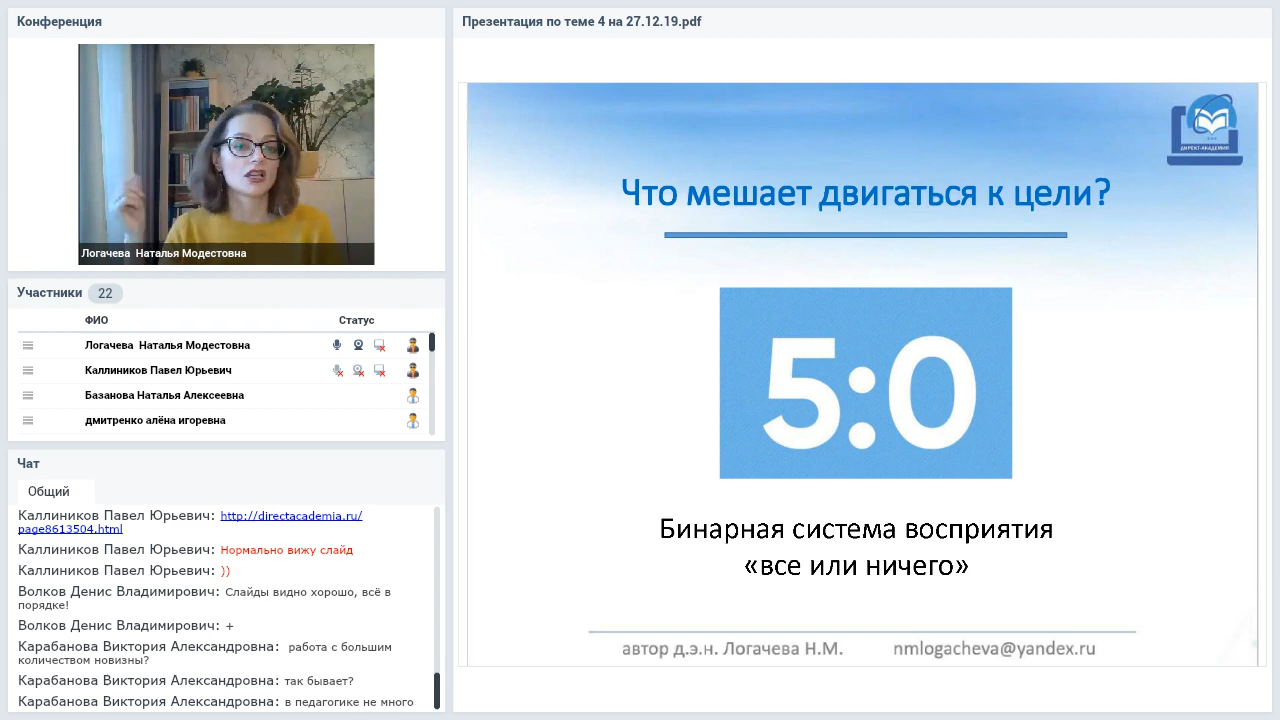 Конференция
Логачева Наталья Модестовна
Участники 22
ФИО Статус
Логачева Наталья Модестовна
Каллиников Павел Юрьевич
Базанова Наталья Алексеевна
дмитренко алёна игоревна
Чат
Общий
Каллиников Павел Юрьевич: http://directacademia.ru/
page8613504.html
Каллиников Павел Юрьевич: Нормально вижу слайд
Каллиников Павел Юрьевич: ))
Волков Денис Владимирович: Слайды видно хорошо, всё в
порядке!
Волков Денис Владимирович: +
Карабанова Виктория Александровна: работа с большим
количеством новизны?
Карабанова Виктория Александровна: так бывает?
Карабанова Виктория Александровна: в педагогике не много
Презентация по теме 4 на 27.12.19.pdf
ДИРЕКТ-АКАДЕМИЯ
Что мешает двигаться к цели?
5:0
Бинарная система восприятия
«все или ничего»
автор д.э.н. Логачева Н.М. nmlogacheva@yandex.ru